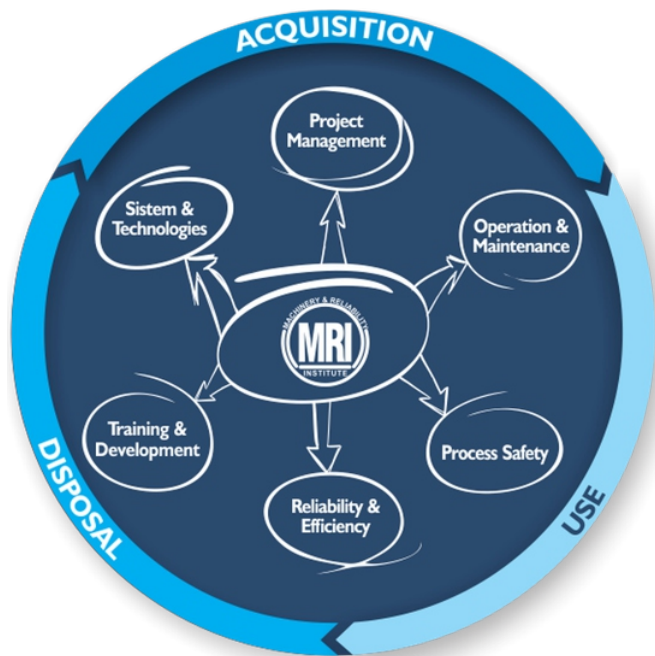 ACQUISITION
Project
Management
Sistem &
Technologies
Operation &
Maintenance
MACHINERY & RELIABILITY
MRI
INSTITUTE
Training &
Development
Process Safety
Reliability &
Efficiency
DISPOSAL
USE